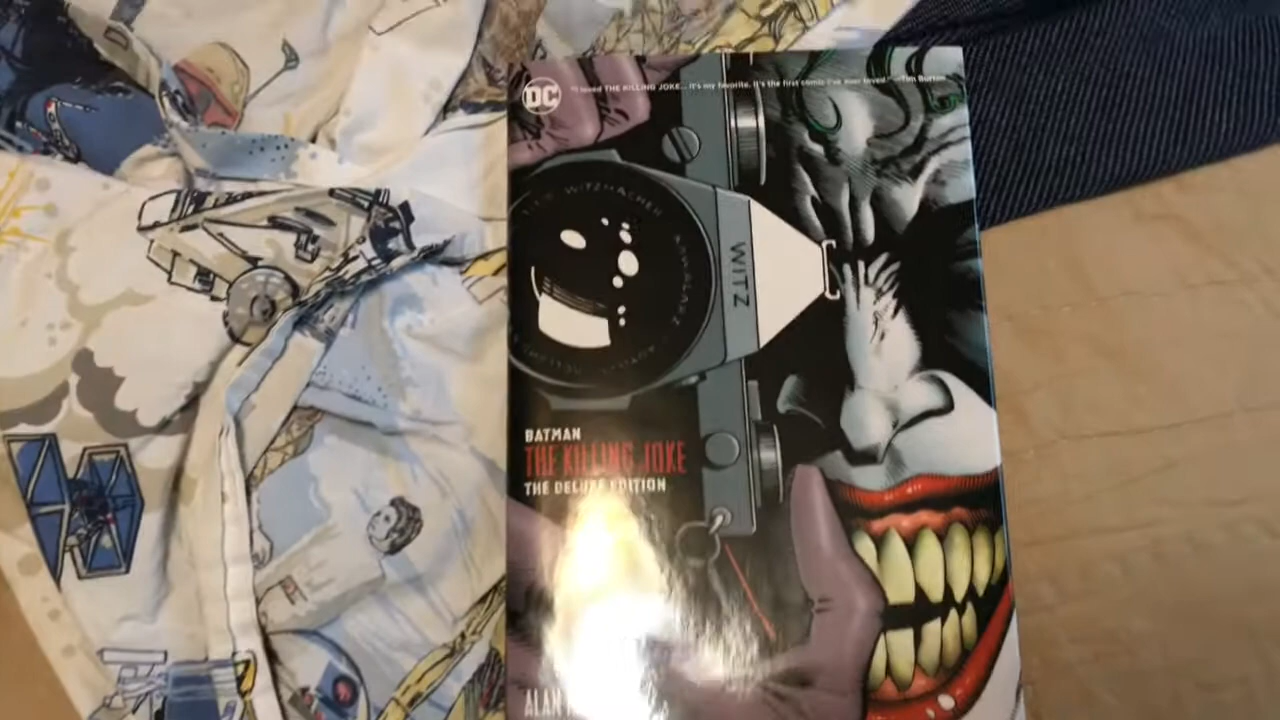 DC
"I loved THE KILLING JOKE... It's my favorite. It's the first comic I've ever loved." —Tim Burton
WITZ
BATMAN
THE KILLING JOKE
THE DELUXE EDITION
ALAN